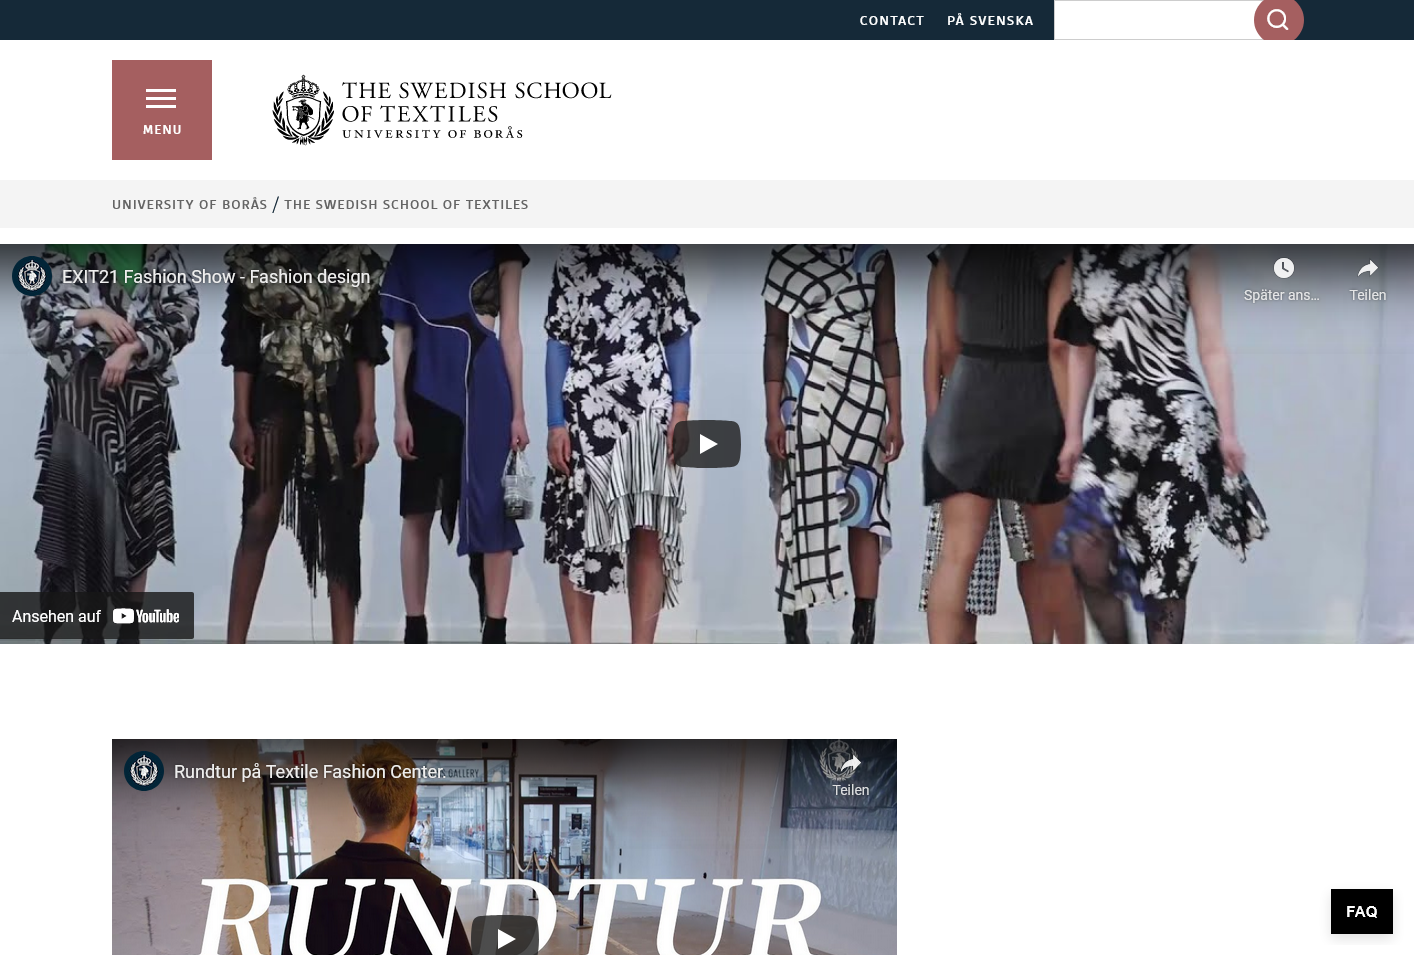 CONTACT
PÅ SVENSKA
MENU
THE SWEDISH SCHOOL
OF TEXTILES
UNIVERSITY OF BORÅS
UNIVERSITY OF BORÅS / THE SWEDISH SCHOOL OF TEXTILES
EXIT21 Fashion Show - Fashion design
Später ans...
Teilen
Ansehen auf YouTube
Rundtur på Textile Fashion Center.
GALLERY
Teilen
RUNDTUR
FAQ